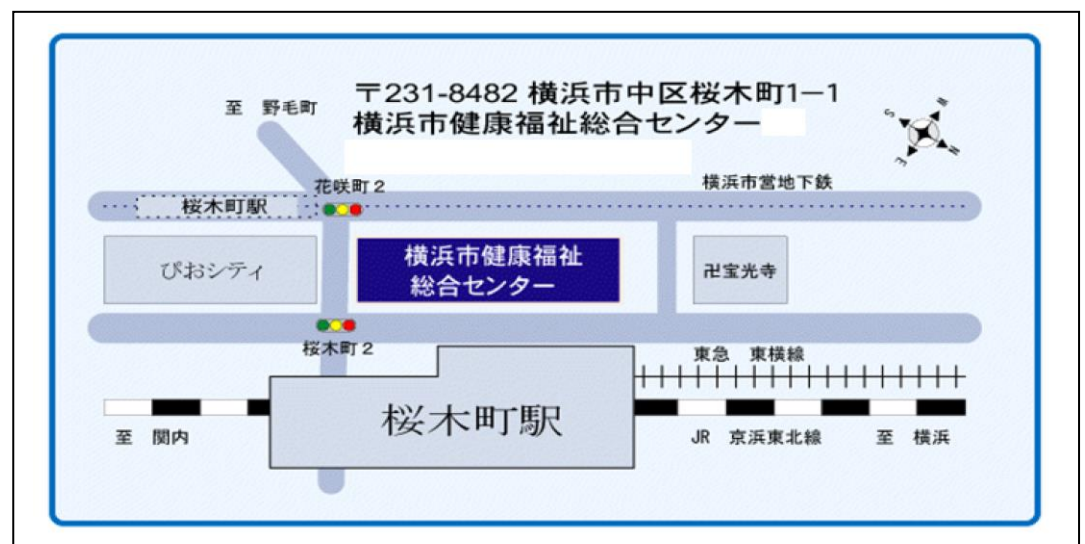 〒231-8482 横浜市中区桜木町1－1
横浜市健康福祉総合センター
至 野毛町
花咲町2
横浜市営地下鉄
桜木町駅
ぴおシティ
横浜市健康福祉
総合センター
卍宝光寺
桜木町2
東急 東横線
桜木町駅
至 関内
JR 京浜東北線 至 横浜
S
W
E
N